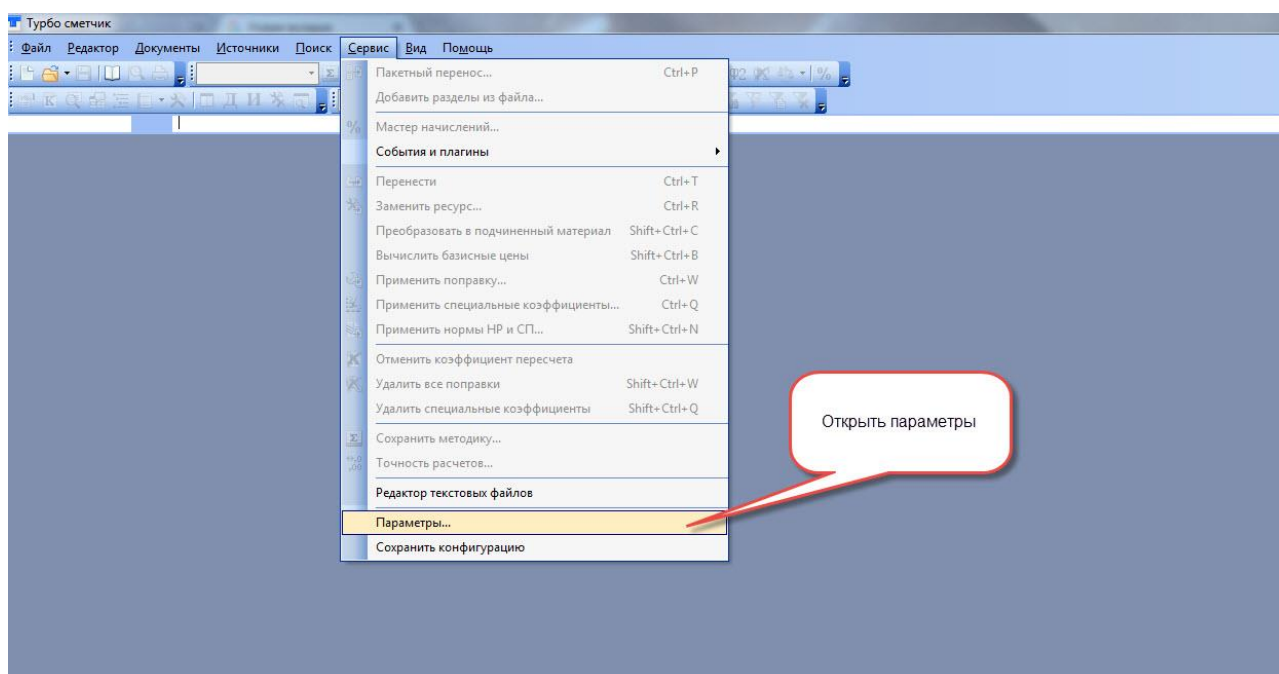 Турбо сметчик
Файл Редактор Документы Источники Поиск Сервис Вид Помощь
Пакетный перенос... Ctrl+P
Добавить разделы из файла...
Мастер начислений...
События и плагины
Перенести Ctrl+T
Заменить ресурс... Ctrl+R
Преобразовать в подчиненный материал Shift+Ctrl+C
Вычислить базисные цены Shift+Ctrl+B
Применить поправку... Ctrl+W
Применить специальные коэффициенты... Ctrl+Q
Применить нормы НР и СП... Shift+Ctrl+N
Отменить коэффициент пересчета
Удалить все поправки Shift+Ctrl+W
Удалить специальные коэффициенты Shift+Ctrl+Q
Открыть параметры
Сохранить методику...
Точность расчетов...
Редактор текстовых файлов
Параметры...
Сохранить конфигурацию